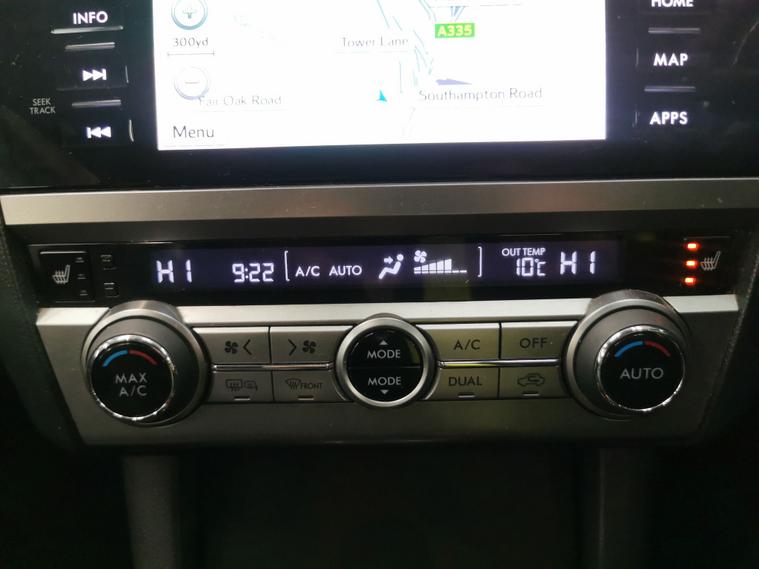 INFO
HOME
300yd
Tower Lane
A335
MAP
SEEK
TRACK
Fair Oak Road
Southampton Road
Menu
APPS
HI 9:22 A/C AUTO OUT TEMP 10℃ HI
MODE
A/C
OFF
MAX
A/C
FRONT
MODE
DUAL
AUTO